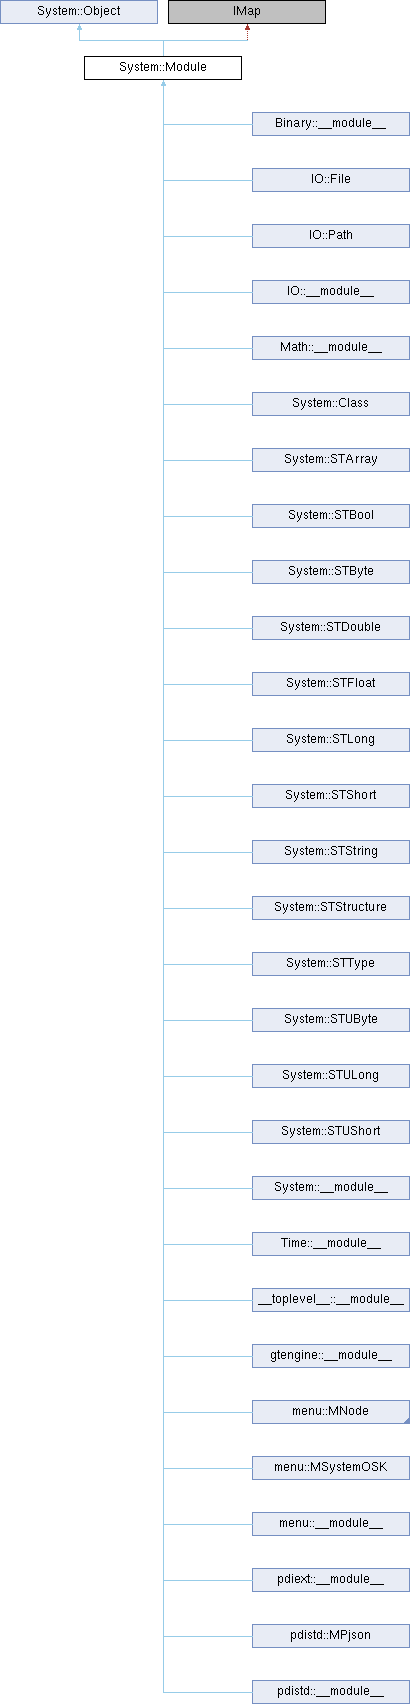 System::Object
IMap
System::Module
Binary::__module__
IO::File
IO::Path
IO::__module__
Math::__module__
System::Class
System::STArray
System::STBool
System::STByte
System::STDouble
System::STFloat
System::STLong
System::STShort
System::STString
System::STStructure
System::STType
System::STUByte
System::STULong
System::STUShort
System::__module__
Time::__module__
__toplevel__::__module__
gtengine::__module__
menu::MNode
menu::MSystemOSK
menu::__module__
pdiext::__module__
pdistd::MPjson
pdistd::__module__